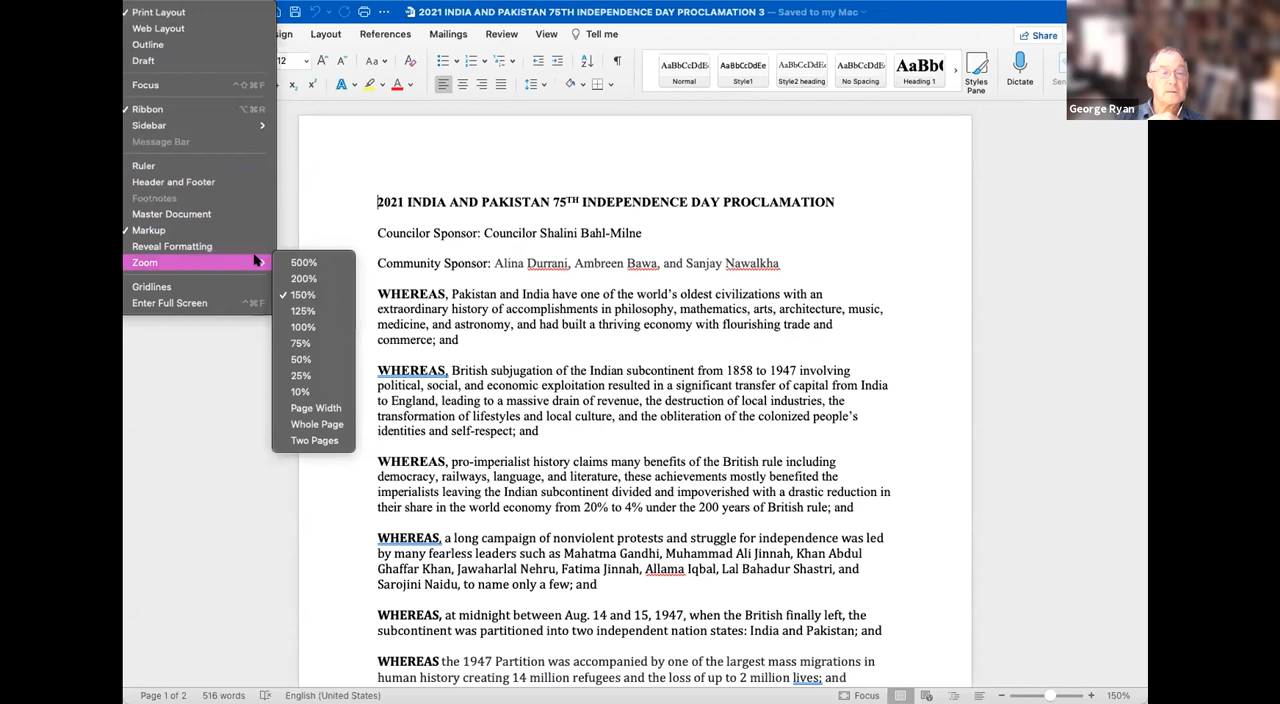 Print Layout
Web Layout
Outline
Draft
Focus ^⇧⌘F
Ribbon ⌥⌘R
Sidebar
Message Bar
Ruler
Header and Footer
Footnotes
Master Document
Markup
Reveal Formatting
Zoom
Gridlines
Enter Full Screen ^⌘F
500%
200%
150%
125%
100%
75%
50%
25%
10%
Page Width
Whole Page
Two Pages
2021 INDIA AND PAKISTAN 75TH INDEPENDENCE DAY PROCLAMATION 3 — Saved to my Mac
Layout References Mailings Review View Tell me
Share
12
AaBbCcDdEe Normal
AaBbCcDdEe Style1
AaBbCcDdE Style2 heading
AaBbCcDdE No Spacing
Heading 1
Styles Pane
Dictate
George Ryan
2021 INDIA AND PAKISTAN 75TH INDEPENDENCE DAY PROCLAMATION
Councilor Sponsor: Councilor Shalini Bahl-Milne
Community Sponsor: Alina Durrani, Ambreen Bawa, and Sanjay Nawalkha
WHEREAS, Pakistan and India have one of the world's oldest civilizations with an
extraordinary history of accomplishments in philosophy, mathematics, arts, architecture, music,
medicine, and astronomy, and had built a thriving economy with flourishing trade and
commerce; and
WHEREAS, British subjugation of the Indian subcontinent from 1858 to 1947 involving
political, social, and economic exploitation resulted in a significant transfer of capital from India
to England, leading to a massive drain of revenue, the destruction of local industries, the
transformation of lifestyles and local culture, and the obliteration of the colonized people's
identities and self-respect; and
WHEREAS, pro-imperialist history claims many benefits of the British rule including
democracy, railways, language, and literature, these achievements mostly benefited the
imperialists leaving the Indian subcontinent divided and impoverished with a drastic reduction in
their share in the world economy from 20% to 4% under the 200 years of British rule; and
WHEREAS, a long campaign of nonviolent protests and struggle for independence was led
by many fearless leaders such as Mahatma Gandhi, Muhammad Ali Jinnah, Khan Abdul
Ghaffar Khan, Jawaharlal Nehru, Fatima Jinnah, Allama Iqbal, Lal Bahadur Shastri, and
Sarojini Naidu, to name only a few; and
WHEREAS, at midnight between Aug. 14 and 15, 1947, when the British finally left, the
subcontinent was partitioned into two independent nation states: India and Pakistan; and
WHEREAS the 1947 Partition was accompanied by one of the largest mass migrations in
human history creating 14 million refugees and the loss of up to 2 million lives; and
Page 1 of 2 516 words English (United States) Focus 150%